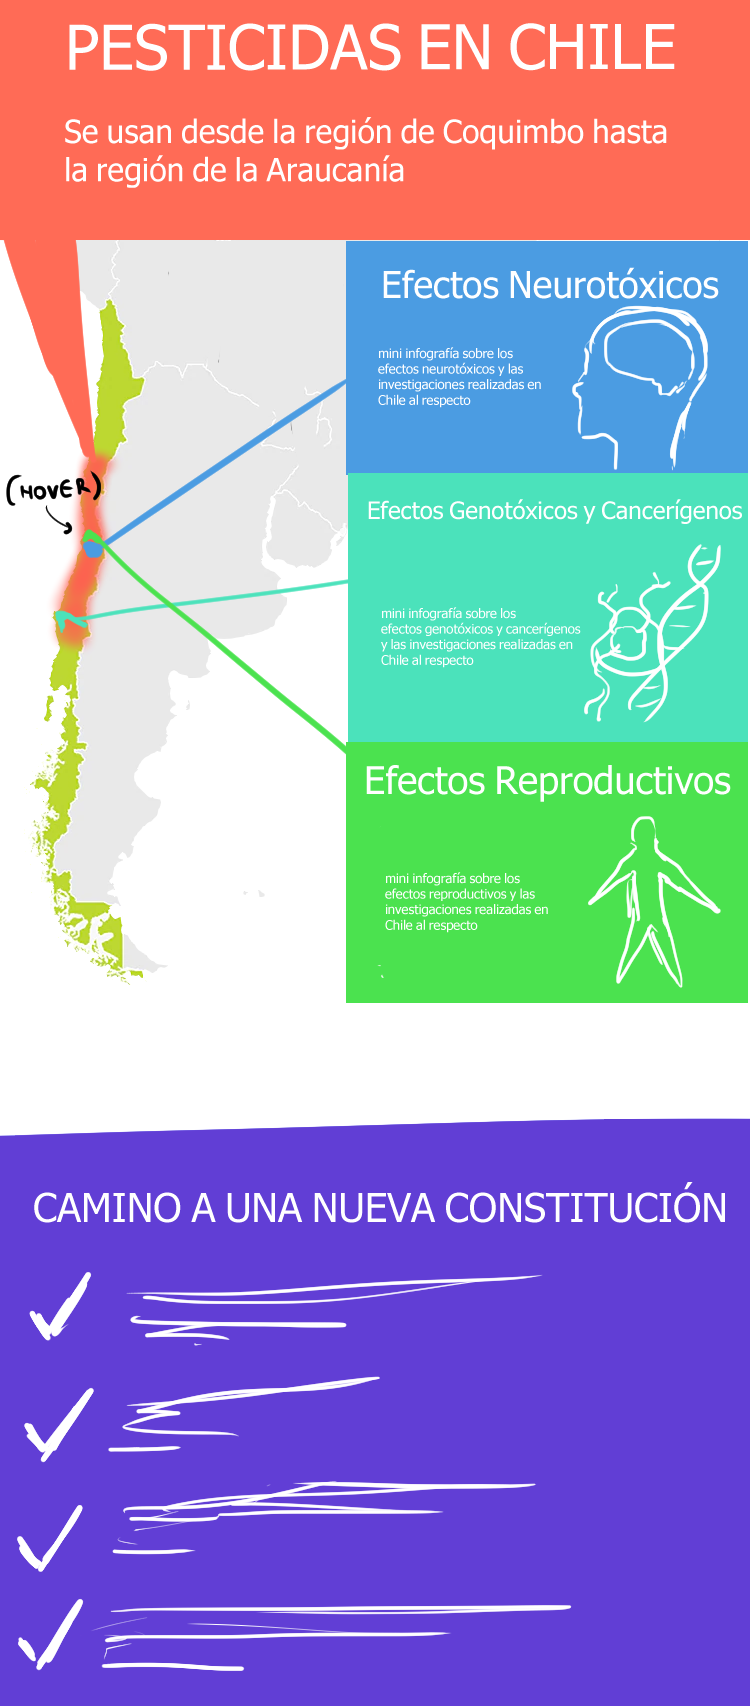 PESTICIDAS EN CHILE
Se usan desde la región de Coquimbo hasta
la región de la Araucanía
(HOVER)
Efectos Neurotóxicos
mini infografía sobre los
efectos neurotóxicos y las
investigaciones realizadas en
Chile al respecto
Efectos Genotóxicos y Cancerígenos
mini infografía sobre los
efectos genotóxicos y cancerígenos
y las investigaciones realizadas en
Chile al respecto
Efectos Reproductivos
mini infografía sobre los
efectos reproductivos y las
investigaciones realizadas en
Chile al respecto
CAMINO A UNA NUEVA CONSTITUCIÓN